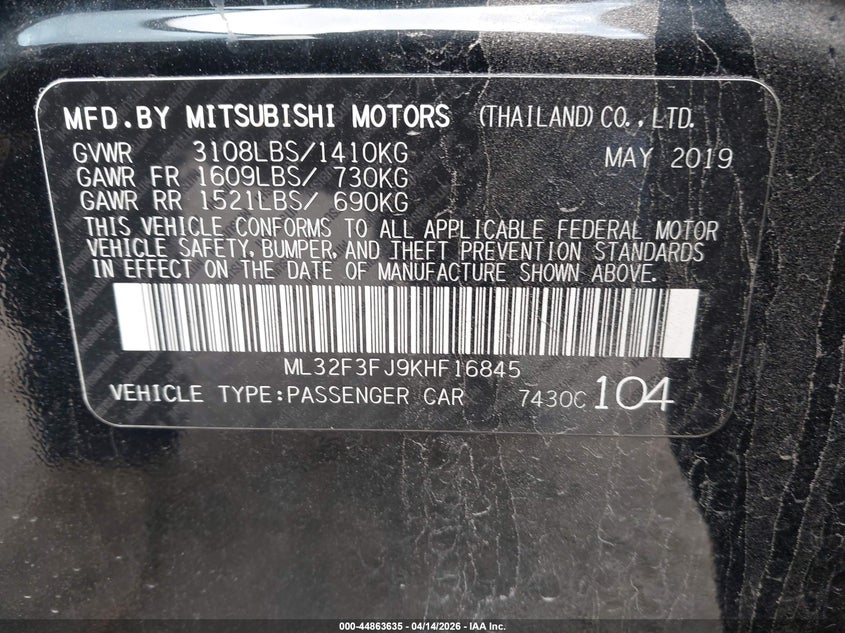 MFD.BY MITSUBISHI MOTORS (THAILAND) CO., LTD.
GVWR 3108LBS/1410KG MAY 2019
GAWR FR 1609LBS/ 730KG
GAWR RR 1521LBS/ 690KG
THIS VEHICLE CONFORMS TO ALL APPLICABLE FEDERAL MOTOR
VEHICLE SAFETY, BUMPER, AND THEFT PREVENTION STANDARDS
IN EFFECT ON THE DATE OF MANUFACTURE SHOWN ABOVE.
ML32F3FJ9KHF16845
VEHICLE TYPE:PASSENGER CAR 7430C 104
000-44863635 - 04/14/2026 - IAAI.com